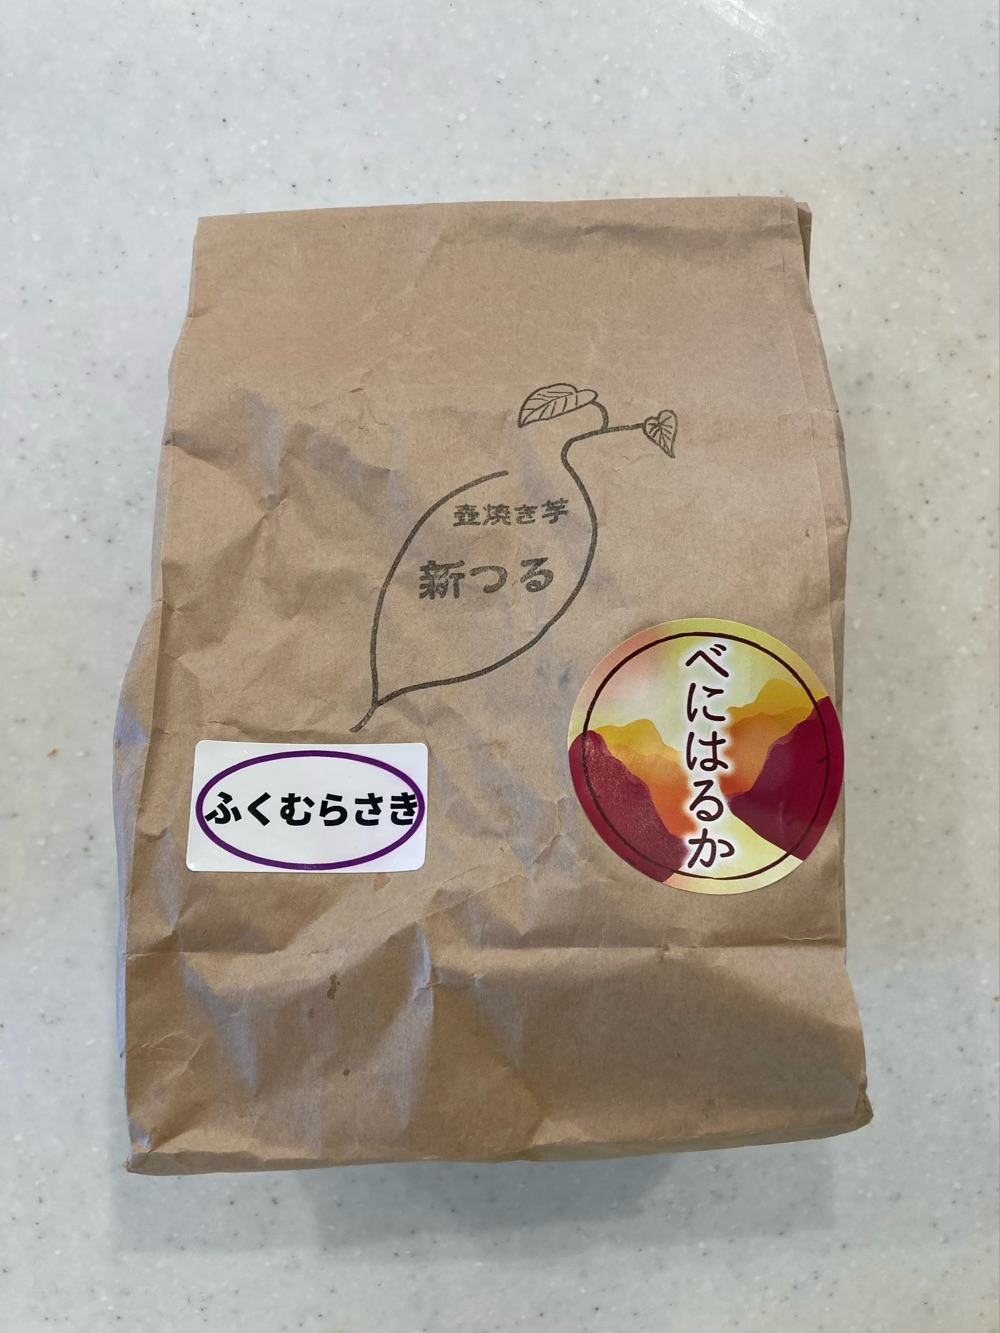 壺焼き芋
新つる
ふくむらさき
べにはるか